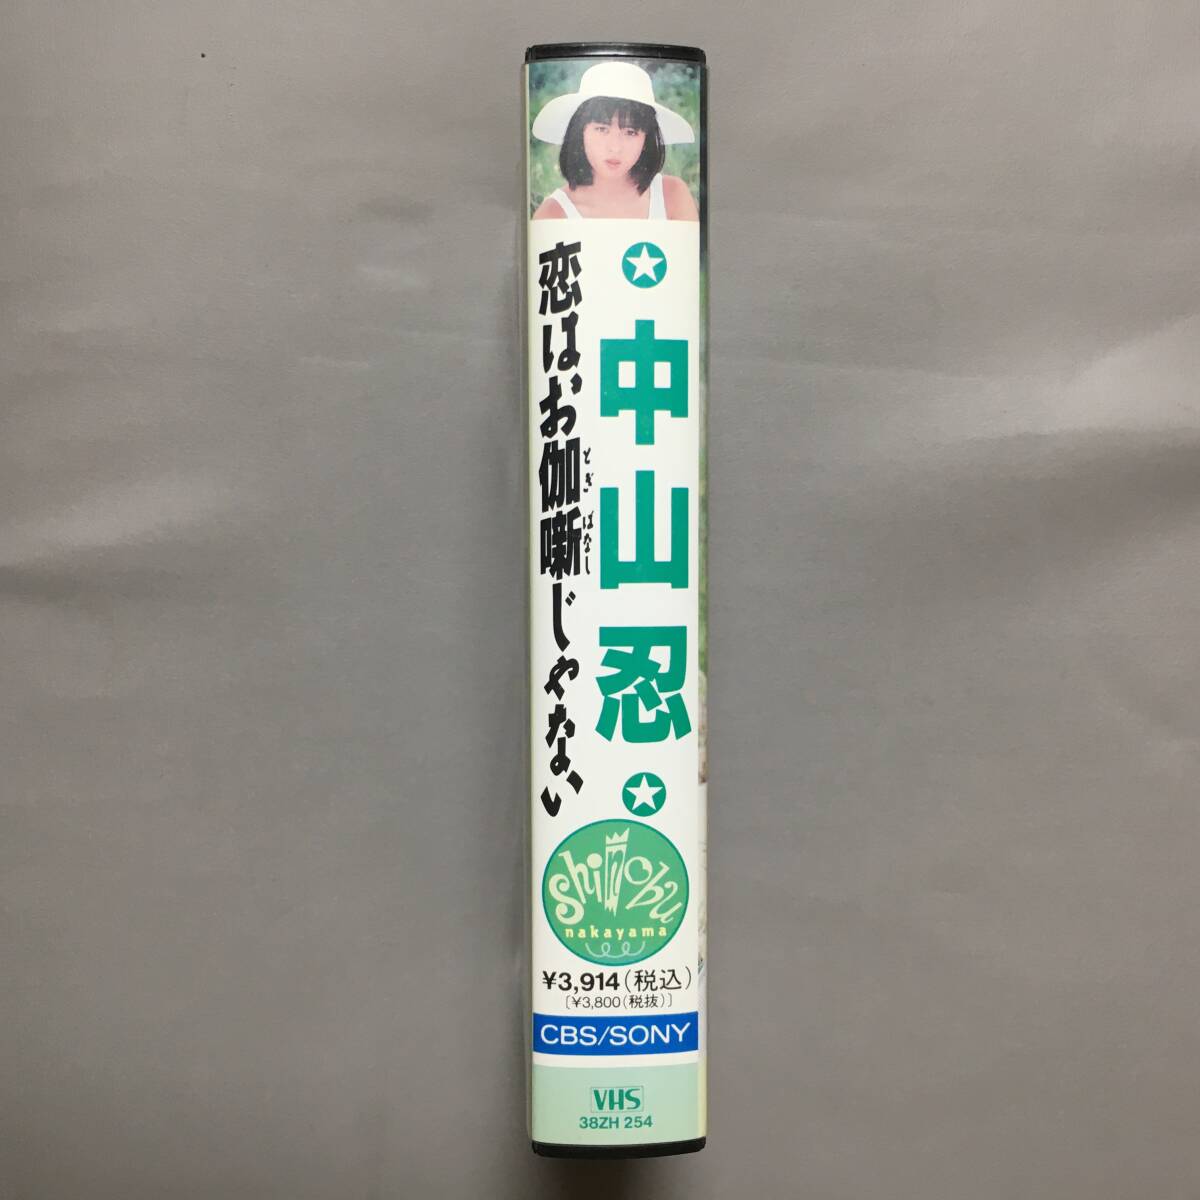 中山忍
恋は、お伽噺じゃない
とぎ ばなし
Shinobu
nakayama
¥3,914(税込)
[¥3,800(税抜)]
CBS/SONY
VHS
38ZH 254